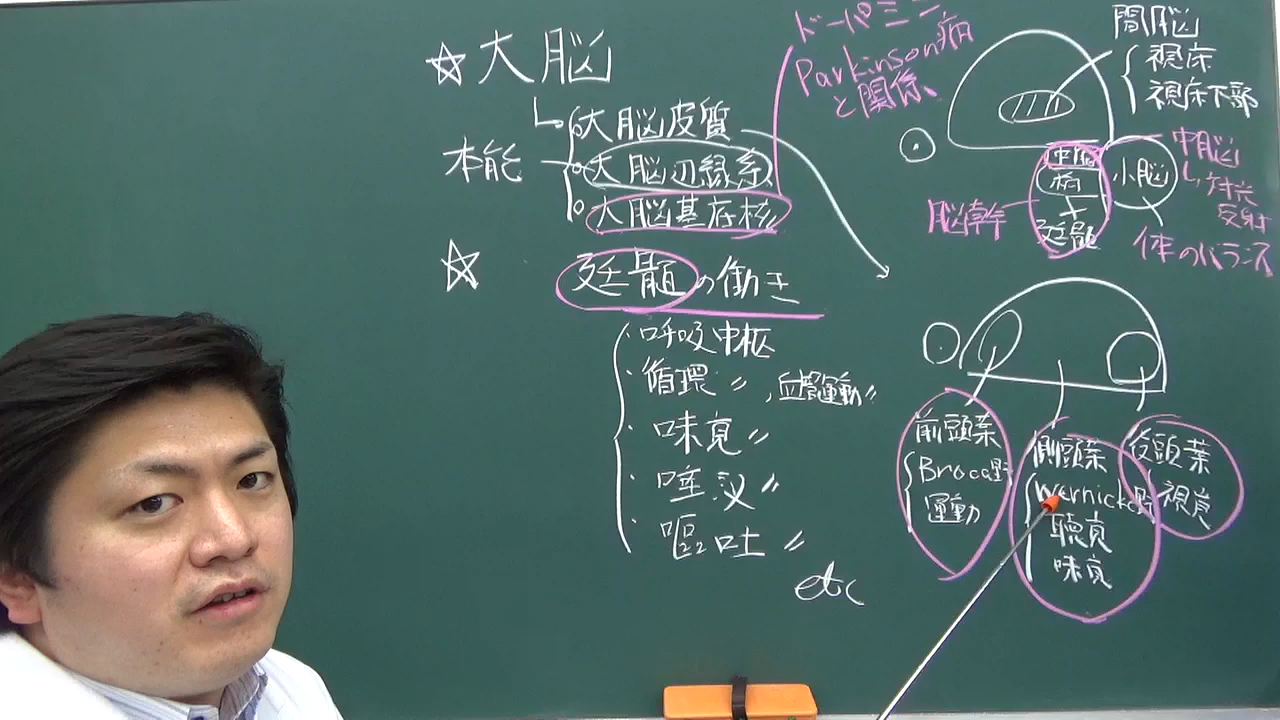 ☆大脳
大脳皮質
本能
大脳辺縁系
大脳基底核
ドーパミン
Parkinson病
と関係、
間脳
視床
視床下部
中脳
橋
延髄
小脳
脳幹
中脳
対光
反射
体のバランス
☆
延髄の働き
・呼吸中枢
・循環〃, 血管運動〃
・味覚〃
・唾液〃
・嘔吐〃
etc
前頭葉
Broca野
運動
側頭葉
Wernicke野
聴覚
味覚
後頭葉
視覚